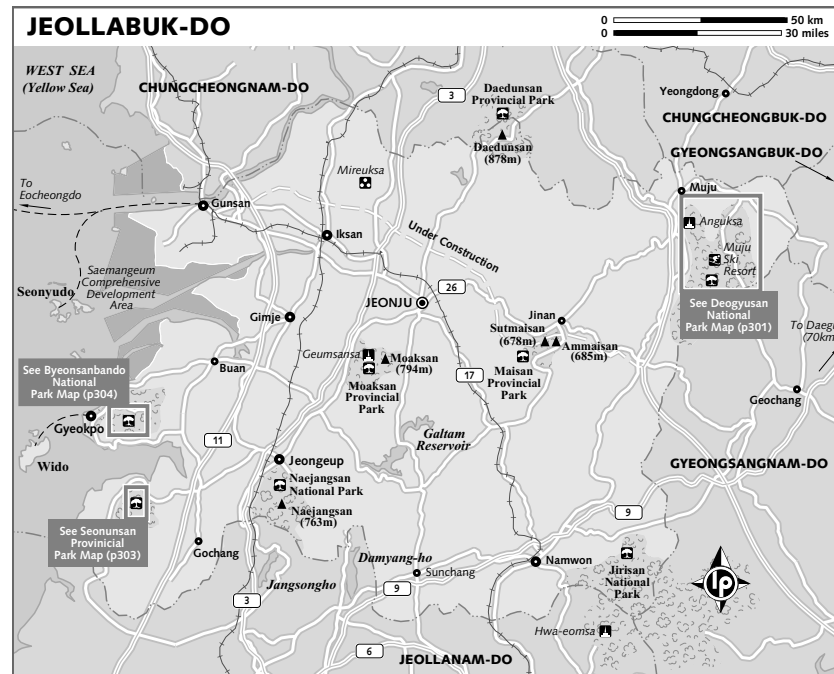 JEOLLABUK-DO
0 50 km
0 30 miles
WEST SEA
(Yellow Sea)
CHUNGCHEONGNAM-DO
3
Daedunsan
Provincial Park
Daedunsan
(878m)
Yeongdong
CHUNGCHEONGBUK-DO
GYEONGSANGBUK-DO
Mireuksa
To
Eocheongdo
Gunsan
Iksan
Under Construction
Muju
Anguksa
Muju
Ski
Resort
See Deogyusan
National
Park Map (p301)
Saemangeum
Comprehensive
Development
Area
Seonyudo
26
JEONJU
Gimje
Jinan
Sutmaisan
(678m)
Ammaisan
(685m)
Maisan
Provincial
Park
To Daegu
(70km)
Geumsansa
Moaksan
(794m)
Moaksan
Provincial
Park
17
Buan
See Byeonsanbando
National
Park Map (p304)
Gyeokpo
Geochang
Wido
11
Galtam
Reservoir
GYEONGSANGNAM-DO
Jeongeup
Naejangsan
National Park
Naejangsan
(763m)
9
See Seonunsan
Provinicial
Park Map (p303)
Gochang
Damyang-ho
Namwon
Jirisan
National
Park
lp
Jangsongho
Sunchang
9
3
Hwa-eomsa
6
JEOLLANAM-DO